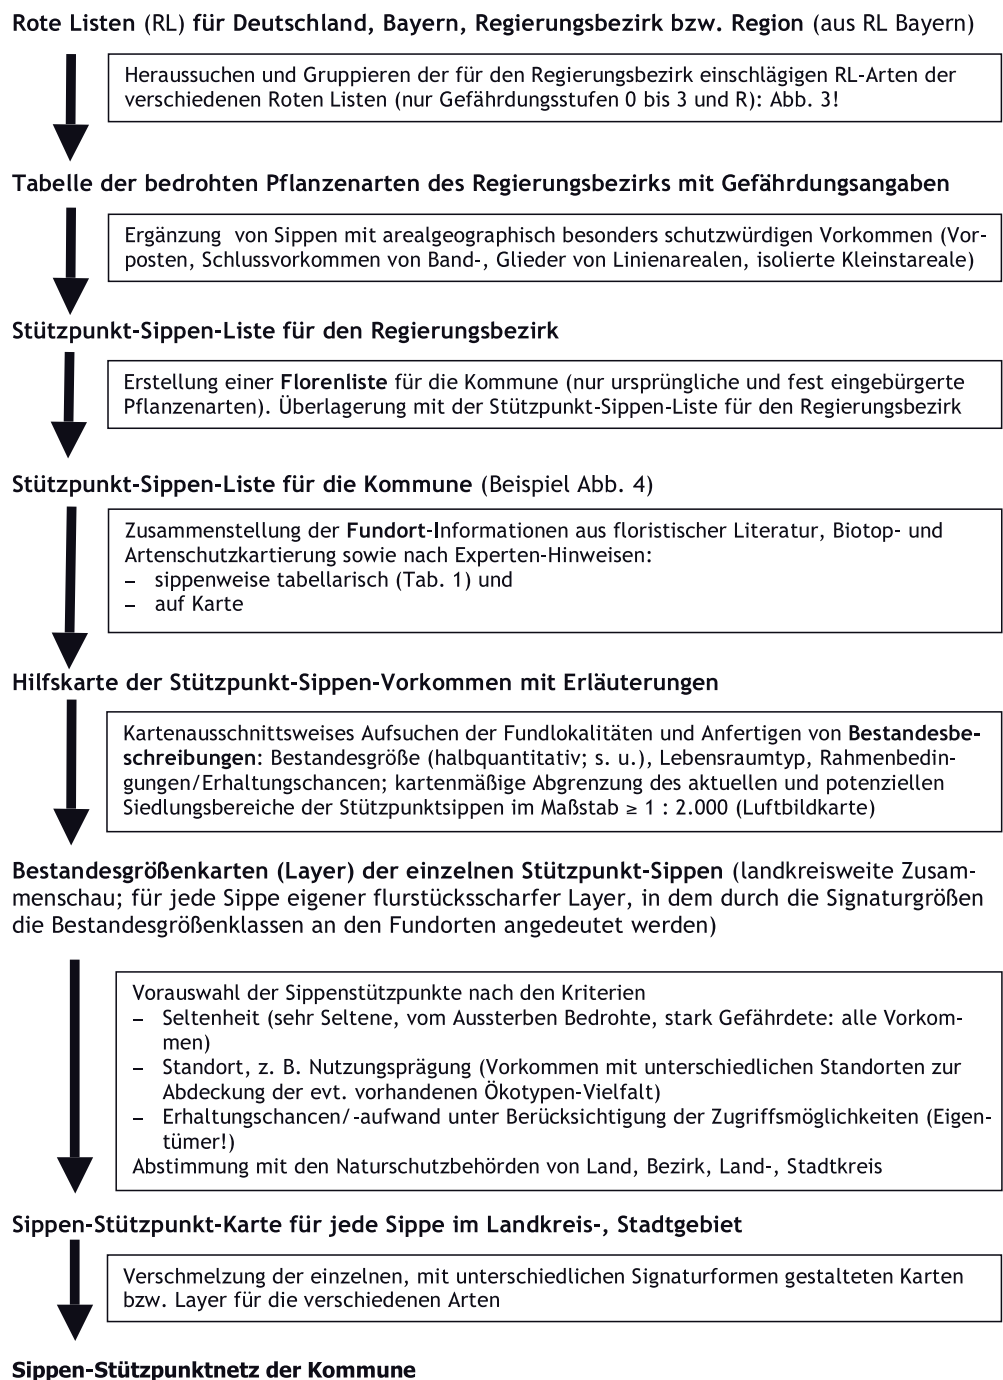 Rote Listen (RL) für Deutschland, Bayern, Regierungsbezirk bzw. Region (aus RL Bayern)
Heraussuchen und Gruppieren der für den Regierungsbezirk einschlägigen RL-Arten der
verschiedenen Roten Listen (nur Gefährdungsstufen 0 bis 3 und R): Abb. 3!
Tabelle der bedrohten Pflanzenarten des Regierungsbezirks mit Gefährdungsangaben
Ergänzung von Sippen mit arealgeographisch besonders schutzwürdigen Vorkommen (Vor-
posten, Schlussvorkommen von Band-, Glieder von Linienarealen, isolierte Kleinstareale)
Stützpunkt-Sippen-Liste für den Regierungsbezirk
Erstellung einer Florenliste für die Kommune (nur ursprüngliche und fest eingebürgerte
Pflanzenarten). Überlagerung mit der Stützpunkt-Sippen-Liste für den Regierungsbezirk
Stützpunkt-Sippen-Liste für die Kommune (Beispiel Abb. 4)
Zusammenstellung der Fundort-Informationen aus floristischer Literatur, Biotop- und
Artenschutzkartierung sowie nach Experten-Hinweisen:
– sippenweise tabellarisch (Tab. 1) und
– auf Karte
Hilfskarte der Stützpunkt-Sippen-Vorkommen mit Erläuterungen
Kartenausschnittsweises Aufsuchen der Fundlokalitäten und Anfertigen von Bestandesbe-
schreibungen: Bestandesgröße (halbquantitativ; s. u.), Lebensraumtyp, Rahmenbedin-
gungen/Erhaltungschancen; kartenmäßige Abgrenzung des aktuellen und potenziellen
Siedlungsbereiche der Stützpunktsippen im Maßstab ≥ 1 : 2.000 (Luftbildkarte)
Bestandesgrößenkarten (Layer) der einzelnen Stützpunkt-Sippen (landkreisweite Zusam-
menschau; für jede Sippe eigener flurstücksscharfer Layer, in dem durch die Signaturgrößen
die Bestandesgrößenklassen an den Fundorten angedeutet werden)
Vorauswahl der Sippenstützpunkte nach den Kriterien
– Seltenheit (sehr Seltene, vom Aussterben Bedrohte, stark Gefährdete: alle Vorkom-
men)
– Standort, z. B. Nutzungsprägung (Vorkommen mit unterschiedlichen Standorten zur
Abdeckung der evt. vorhandenen Ökotypen-Vielfalt)
– Erhaltungschancen/-aufwand unter Berücksichtigung der Zugriffsmöglichkeiten (Eigen-
tümer!)
Abstimmung mit den Naturschutzbehörden von Land, Bezirk, Land-, Stadtkreis
Sippen-Stützpunkt-Karte für jede Sippe im Landkreis-, Stadtgebiet
Verschmelzung der einzelnen, mit unterschiedlichen Signaturformen gestalteten Karten
bzw. Layer für die verschiedenen Arten
Sippen-Stützpunktnetz der Kommune